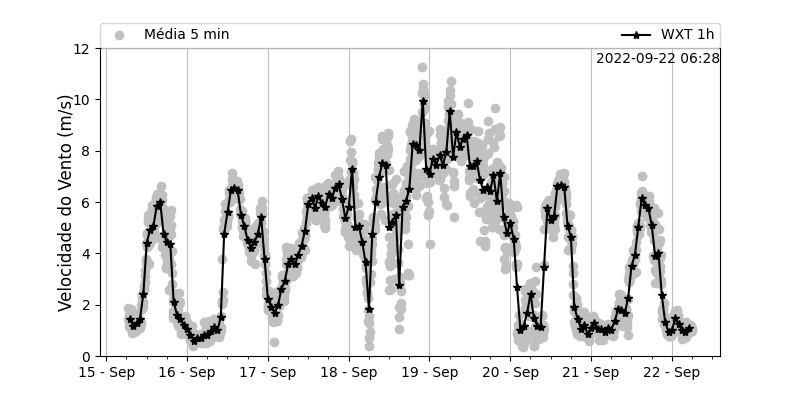 Média 5 min
WXT 1h
2022-09-22 06:28
Velocidade do Vento (m/s)
12
10
8
6
4
2
0
15 - Sep
16 - Sep
17 - Sep
18 - Sep
19 - Sep
20 - Sep
21 - Sep
22 - Sep